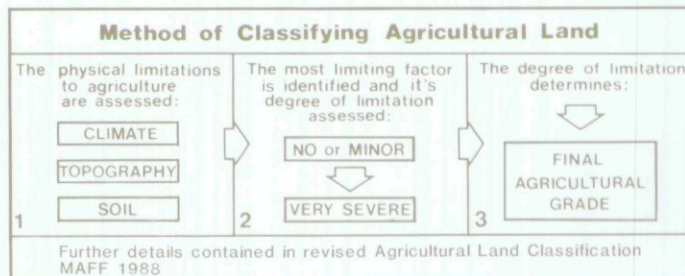 Method of Classifying Agricultural Land
The physical limitations
to agriculture
are assessed:
CLIMATE
TOPOGRAPHY
SOIL
1
The most limiting factor
is identified and it's
degree of limitation
assessed:
NO or MINOR
VERY SEVERE
2
The degree of limitation
determines:
FINAL
AGRICULTURAL
GRADE
3
Further details contained in revised Agricultural Land Classification
MAFF 1988